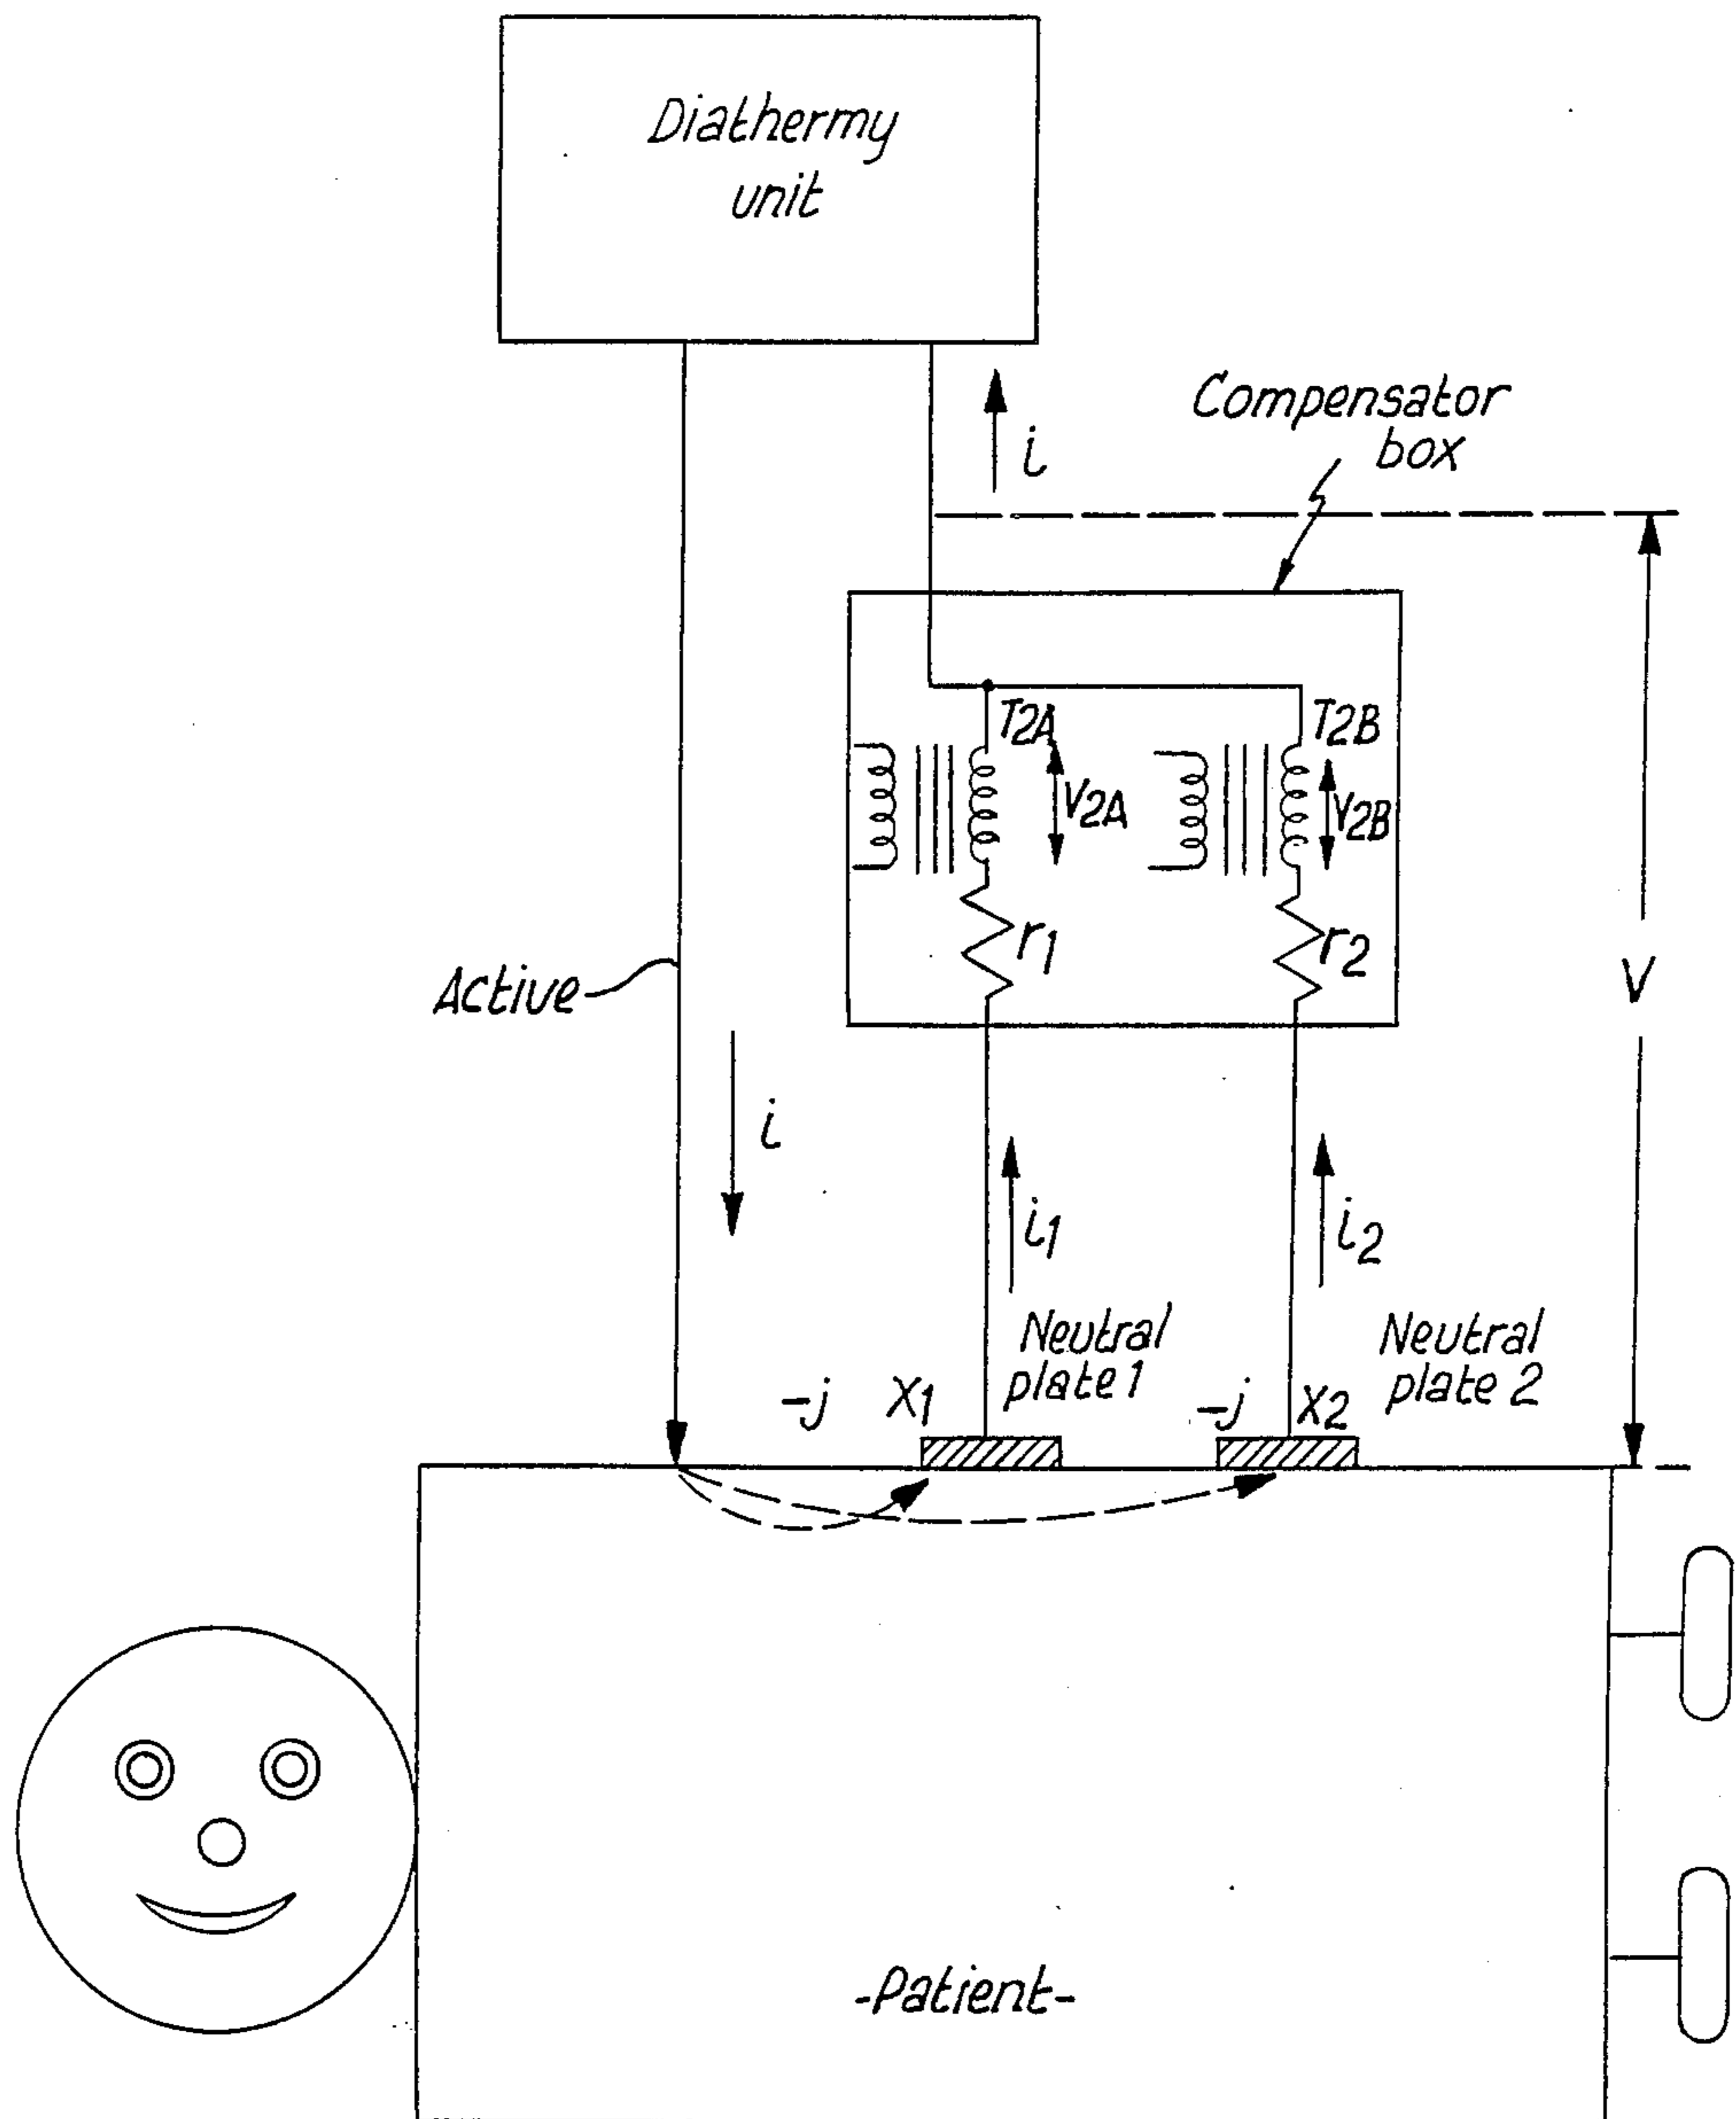 Diathermy
unit
i
Compensator
box
T2A
T2B
V2A
V2B
r1
r2
Active
V
i
i1
i2
Neutral
plate 1
Neutral
plate 2
-j X1
-j X2
-Patient-